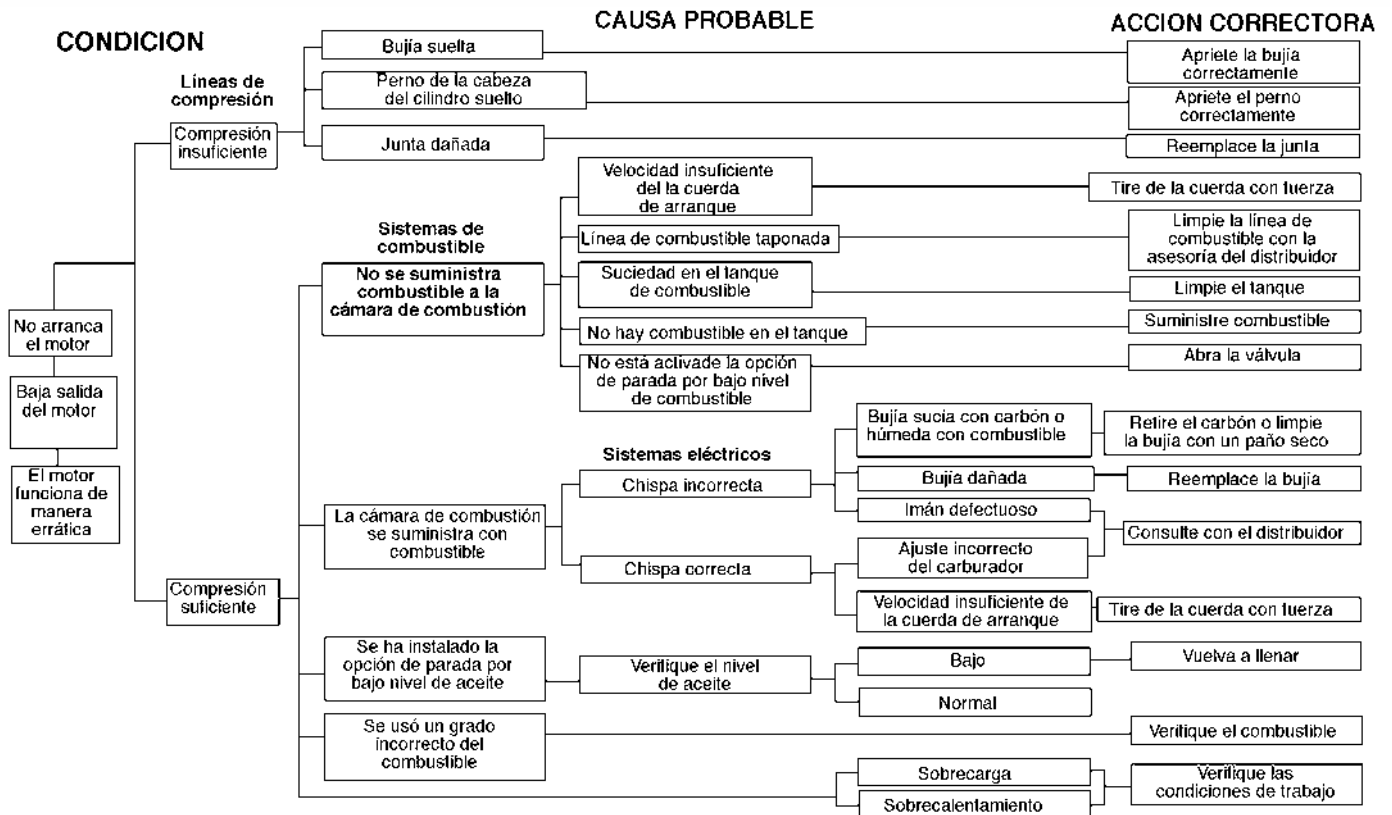 CONDICION
CAUSA PROBABLE
ACCION CORRECTORA
Líneas de
compresión
Compresión
insuficiente
Bujía suelta
Apriete la bujía
correctamente
Perno de la cabeza
del cilindro suelto
Apriete el perno
correctamente
Junta dañada
Reemplace la junta
No arranca
el motor
Baja salida
del motor
El motor
funciona de
manera
errática
Compresión
suficiente
Sistemas de
combustible
No se suministra
combustible a la
cámara de combustión
Velocidad insuficiente
del la cuerda
de arranque
Tire de la cuerda con fuerza
Línea de combustible taponada
Limpie la línea de
combustible con la
asesoría del distribuidor
Suciedad en el tanque
de combustible
Limpie el tanque
No hay combustible en el tanque
Suministre combustible
No está activade la opción
de parada por bajo nivel
de combustible
Abra la válvula
Sistemas eléctricos
La cámara de combustión
se suministra con
combustible
Chispa incorrecta
Bujía sucia con carbón o
húmeda con combustible
Retire el carbón o limpie
la bujía con un paño seco
Bujía dañada
Reemplace la bujía
Imán defectuoso
Consulte con el distribuidor
Chispa correcta
Ajuste incorrecto
del carburador
Velocidad insuficiente de
la cuerda de arranque
Tire de la cuerda con fuerza
Se ha instalado la
opción de parada por
bajo nivel de aceite
Verifique el nivel
de aceite
Bajo
Vuelva a llenar
Normal
Se usó un grado
incorrecto del
combustible
Verifique el combustible
Sobrecarga
Sobrecalentamiento
Verifique las
condiciones de trabajo